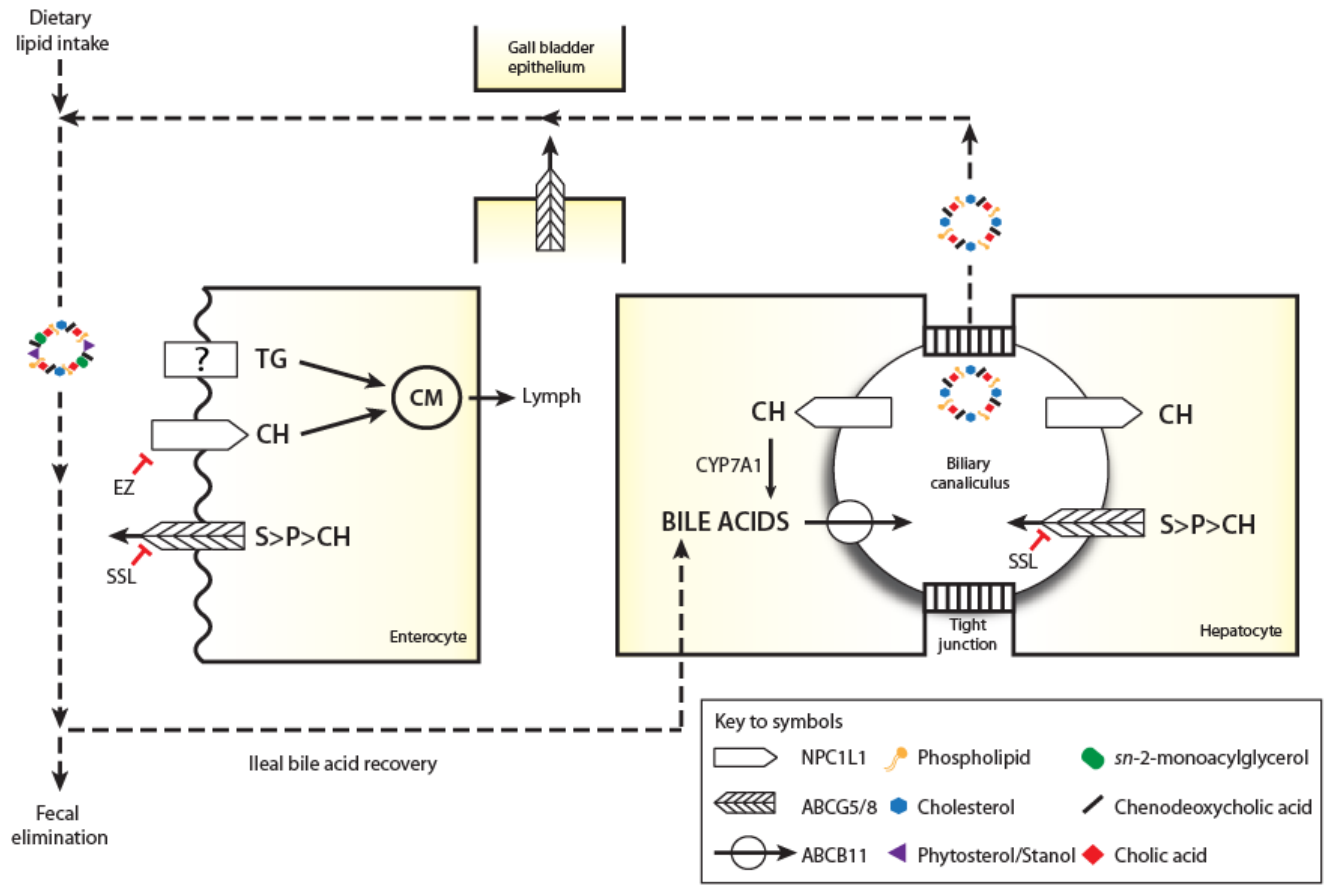 Dietary
lipid intake
Gall bladder
epithelium
?
TG
CM
Lymph
CH
EZ
S>P>CH
SSL
Enterocyte
CH
CH
CYP7A1
Biliary
canaliculus
BILE ACIDS
S>P>CH
SSL
Tight
junction
Hepatocyte
Ileal bile acid recovery
Fecal
elimination
Key to symbols
NPC1L1
Phospholipid
sn-2-monoacylglycerol
ABCG5/8
Cholesterol
Chenodeoxycholic acid
ABCB11
Phytosterol/Stanol
Cholic acid